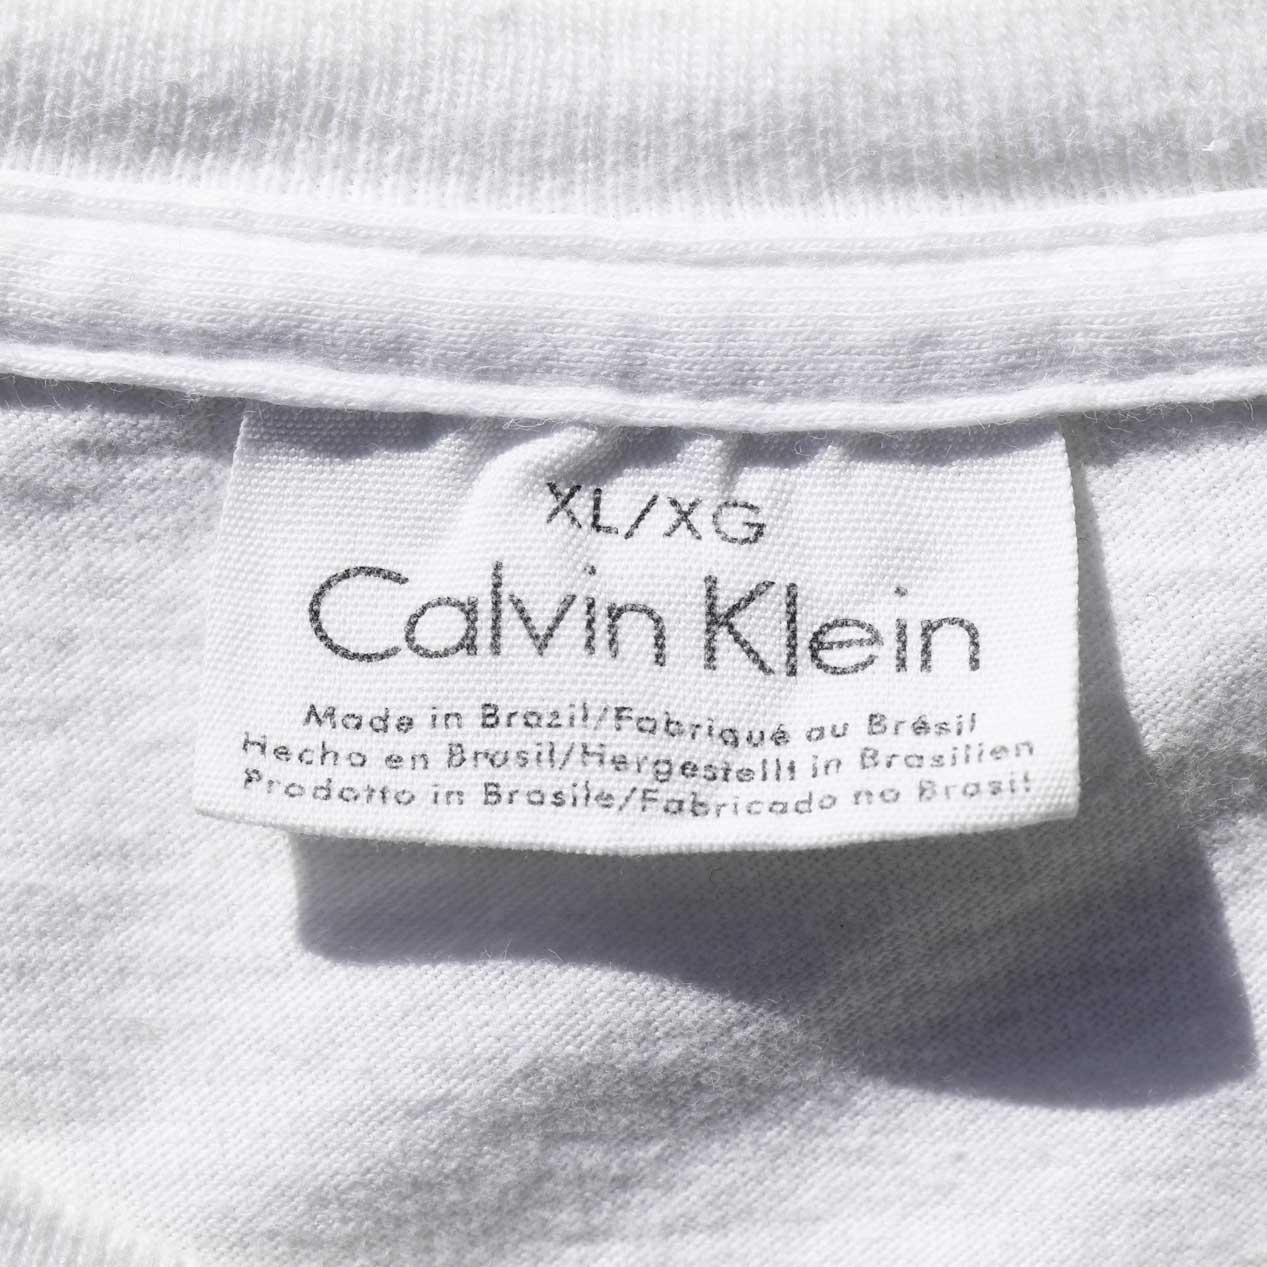 XL/XG
Calvin Klein
Made in Brazil/Fabriqué au Brésil
Hecho en Brasil/Hergestellt in Brasilien
Prodotto in Brasile/Fabricado no Brasil